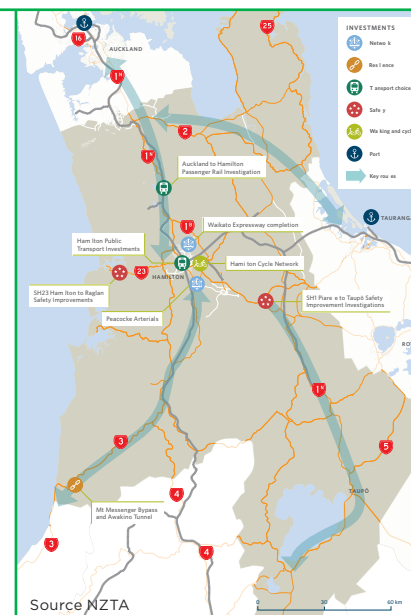 INVESTMENTS
Netwo k
Res l ance
T ansport choice
Safe y
Wa king and cycl
Port
Key rou es
25
16
AUCKLAND
1N
2
1N
Auckland to Hamilton
Passenger Rail Investigation
TAURANGA
Waikato Expressway completion
1N
Ham lton Public
Transport Investments
Hami ton Cycle Network
23
HAMILTON
SH23 Ham lton to Raglan
Safety Improvements
SH1 Piare e to Taupō Safety
Improvement Investigations
Peacocke Arterials
RO
1N
3
5
TAUPŌ
4
Mt Messenger Bypass
and Awakino Tunnel
3
4
Source NZTA
0 30 60 km